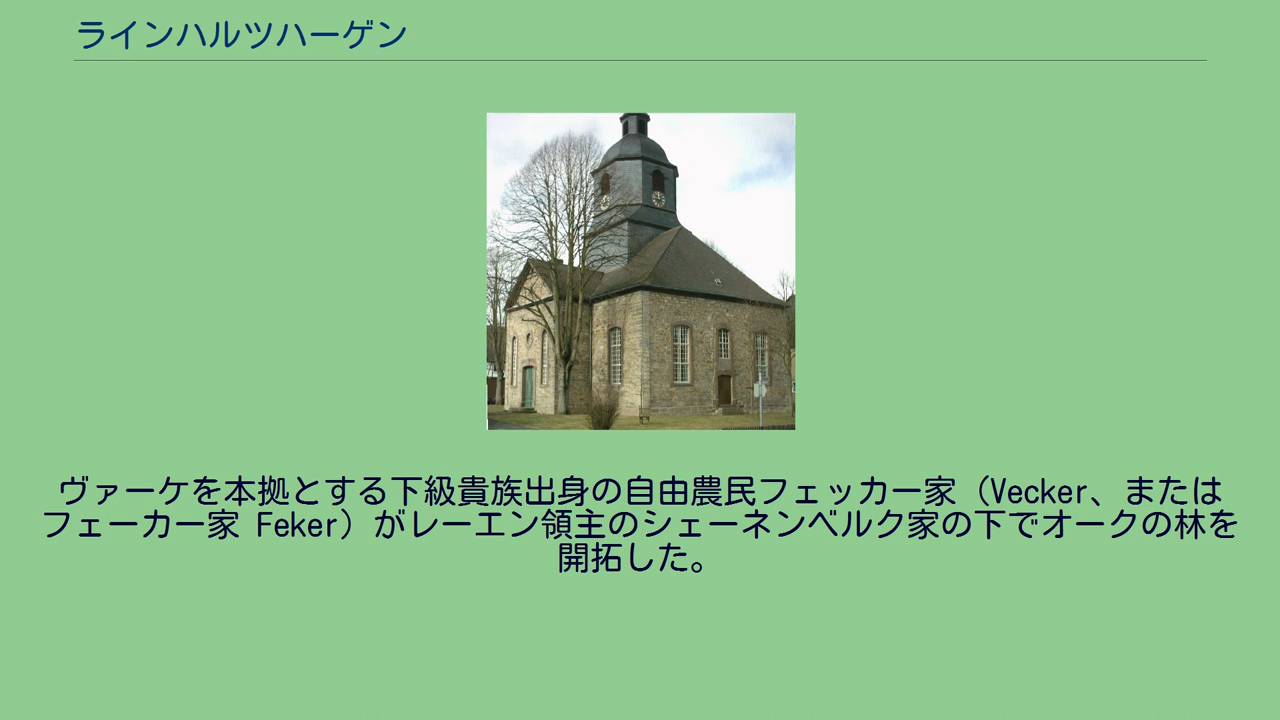 ラインハルツハーゲン
ヴァーケを本拠とする下級貴族出身の自由農民フェッカー家（Vecker、または
フェーカー家 Feker）がレーエン領主のシェーネンベルク家の下でオークの林を
開拓した。